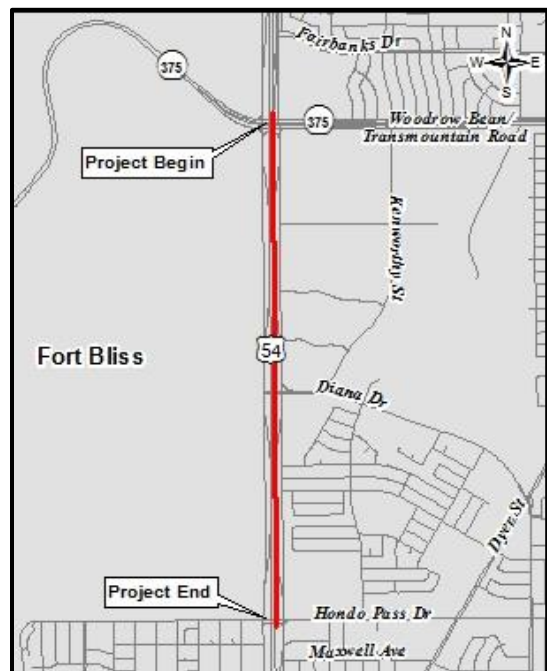 Fairbanks Dr
N
W E
S
375
375
Woodrow Bean/
Transmountain Road
Project Begin
Kenworthy St
54
Fort Bliss
Diana Dr
Dyer St
Project End
Hondo Pass Dr
Maxwell Ave